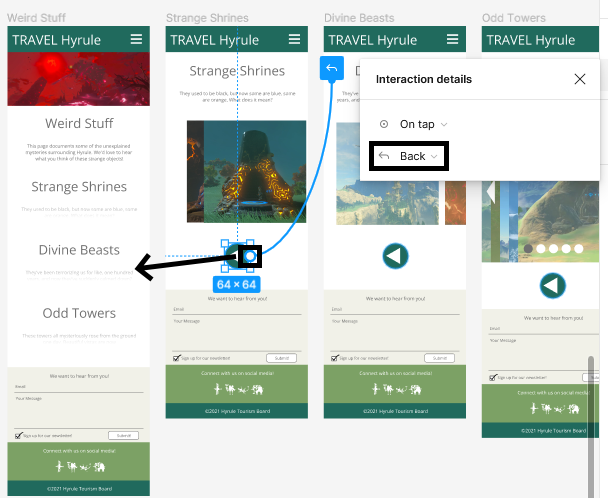 Weird Stuff
TRAVEL Hyrule
Weird Stuff
This page documents some of the unexplained
mysteries surrounding Hyrule. We'd love to hear
what you think of these strange objects!
Strange Shrines
They used to be black, but now some are blue, some
Divine Beasts
They've been tormenting us for like, one hundred
Odd Towers
These towers all mysteriously rose from the ground
We want to hear from you!
Email
Your Message
Sign up for our newsletter!
Submit
Connect with us on social media!
©2021 Hyrule Tourism Board
Strange Shrines
TRAVEL Hyrule
Strange Shrines
They used to be black, but now some are blue; some
are orange. What does it mean?
64 × 64
We want to hear from you!
Email
Your Message
Sign up for our newsletter!
Submit
Connect with us on social media!
©2021 Hyrule Tourism Board
Divine Beasts
TRAVEL Hyrule
D
They've
years, and
We want to hear from you!
Email
Your Message
Sign up for our newsletter!
Submit
Connect with us on social media!
©2021 Hyrule Tourism Board
Odd Towers
TRAVEL Hyrule
We want to hear from you!
Email
Your Message
Sign up for our newsletter!
Connect with us on social media!
©2021 Hyrule Tourism Board
Interaction details
On tap
Back